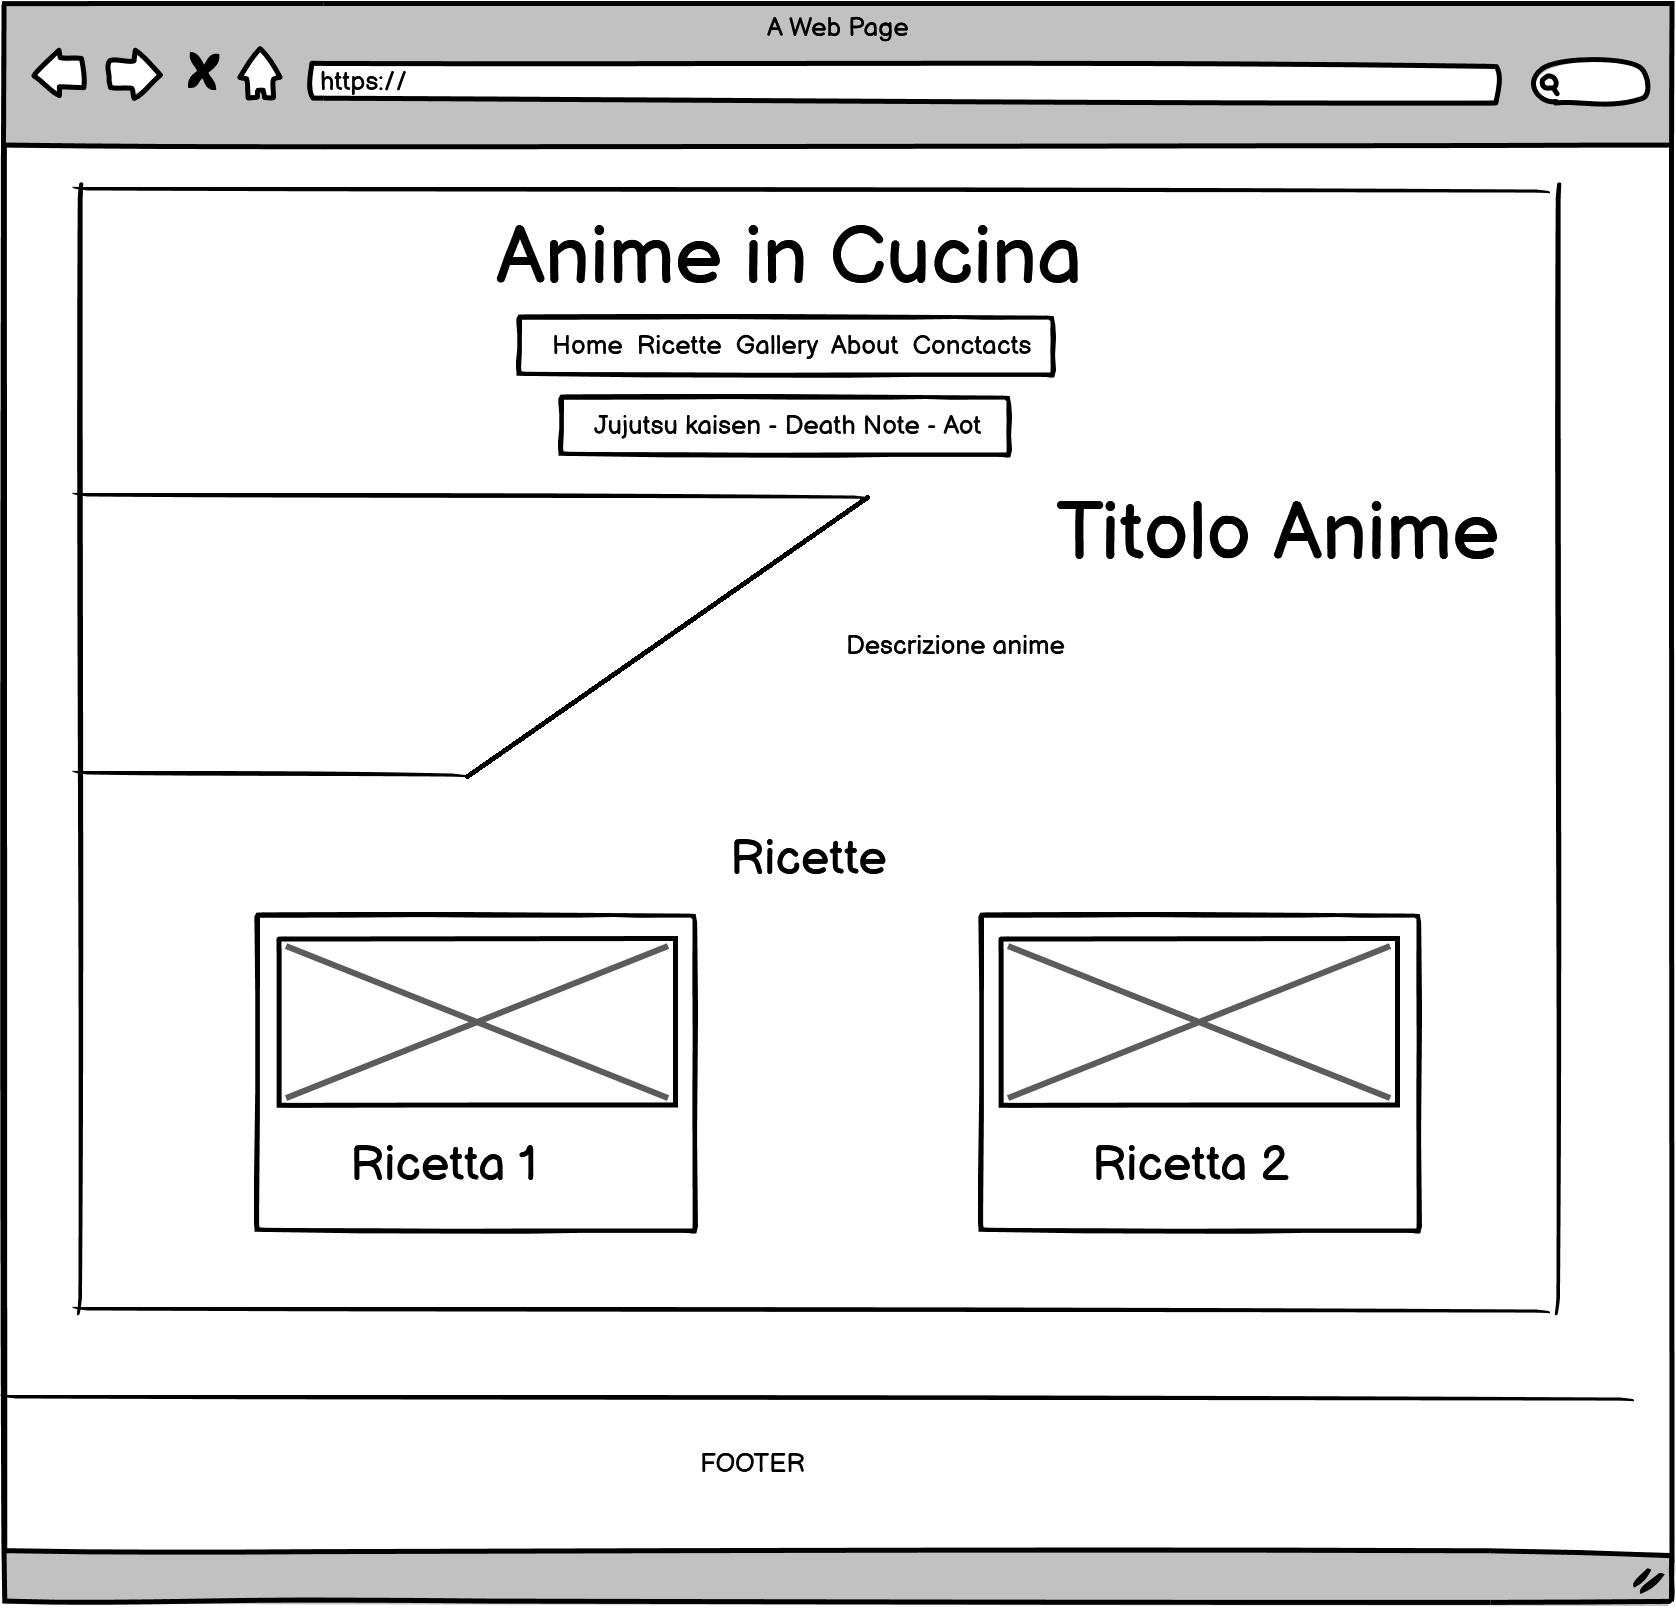 A Web Page
https://
Anime in Cucina
Home Ricette Gallery About Conctacts
Jujutsu kaisen - Death Note - Aot
Titolo Anime
Descrizione anime
Ricette
Ricetta 1
Ricetta 2
FOOTER